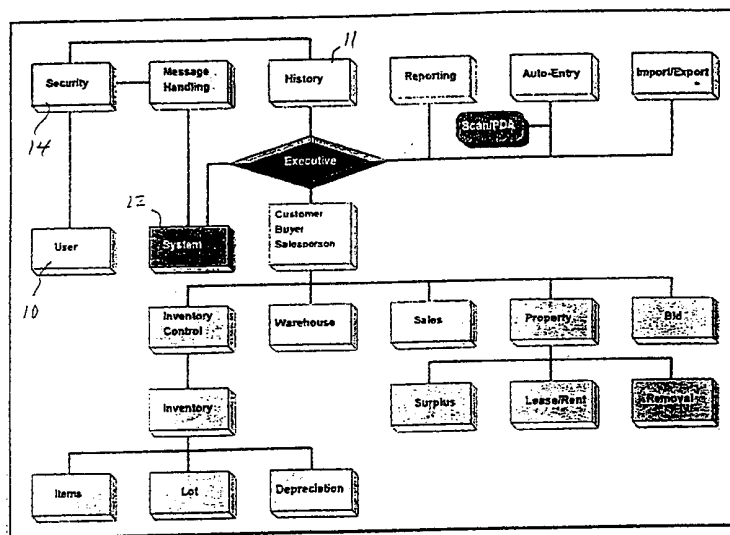 11
Security
Message
Handling
History
Reporting
Auto-Entry
Import/Export
14
Scan/PDA
Executive
12
User
System
Customer
Buyer
Salesperson
10
Inventory
Control
Warehouse
Sales
Property
Bid
Inventory
Surplus
Lease/Rent
Removal
Items
Lot
Depreciation